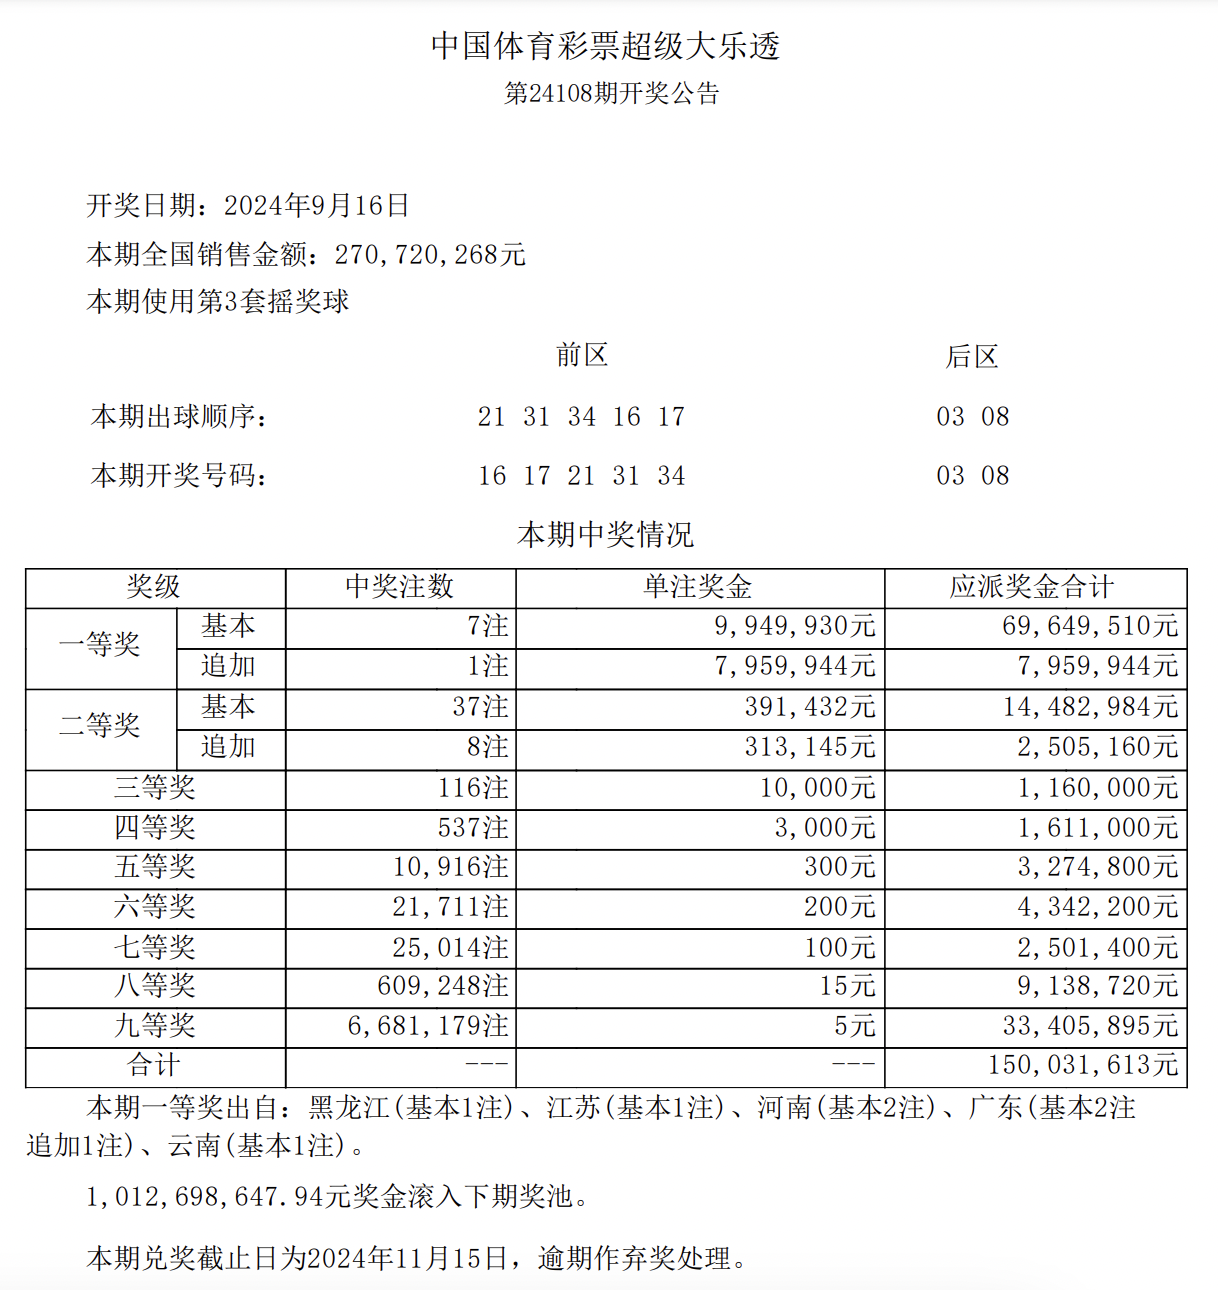 中国体育彩票超级大乐透
第24108期开奖公告
开奖日期：2024年9月16日
本期全国销售金额：270,720,268元
本期使用第3套摇奖球
前区 后区
本期出球顺序： 21 31 34 16 17 03 08
本期开奖号码： 16 17 21 31 34 03 08
本期中奖情况
奖级 中奖注数 单注奖金 应派奖金合计
一等奖 基本 7注 9,949,930元 69,649,510元
追加 1注 7,959,944元 7,959,944元
二等奖 基本 37注 391,432元 14,482,984元
追加 8注 313,145元 2,505,160元
三等奖 116注 10,000元 1,160,000元
四等奖 537注 3,000元 1,611,000元
五等奖 10,916注 300元 3,274,800元
六等奖 21,711注 200元 4,342,200元
七等奖 25,014注 100元 2,501,400元
八等奖 609,248注 15元 9,138,720元
九等奖 6,681,179注 5元 33,405,895元
合计 --- --- 150,031,613元
本期一等奖出自：黑龙江(基本1注)、江苏(基本1注)、河南(基本2注)、广东(基本2注
追加1注)、云南(基本1注)。
1,012,698,647.94元奖金滚入下期奖池。
本期兑奖截止日为2024年11月15日，逾期作弃奖处理。